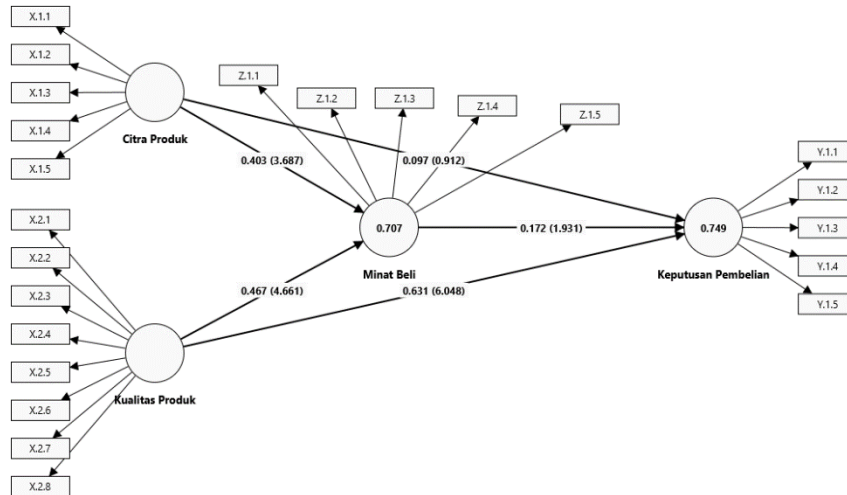 X.1.1
X.1.2
X.1.3
X.1.4
X.1.5
Citra Produk
Z.1.1
Z.1.2
Z.1.3
Z.1.4
Z.1.5
0.403 (3.687)
0.097 (0.912)
Y.1.1
Y.1.2
Y.1.3
Y.1.4
Y.1.5
0.707
0.172 (1.931)
0.749
Minat Beli
Keputusan Pembelian
X.2.1
X.2.2
X.2.3
X.2.4
X.2.5
X.2.6
X.2.7
X.2.8
0.467 (4.661)
0.631 (6.048)
Kualitas Produk